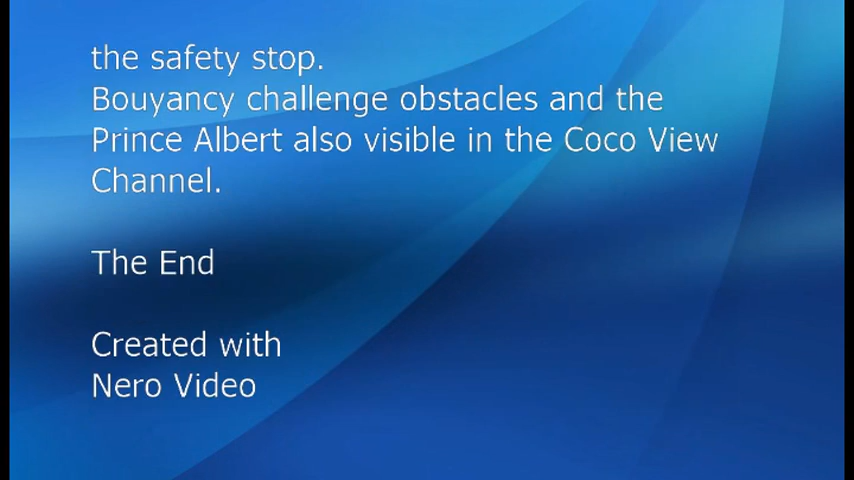 the safety stop.
Bouyancy challenge obstacles and the
Prince Albert also visible in the Coco View
Channel.
The End
Created with
Nero Video